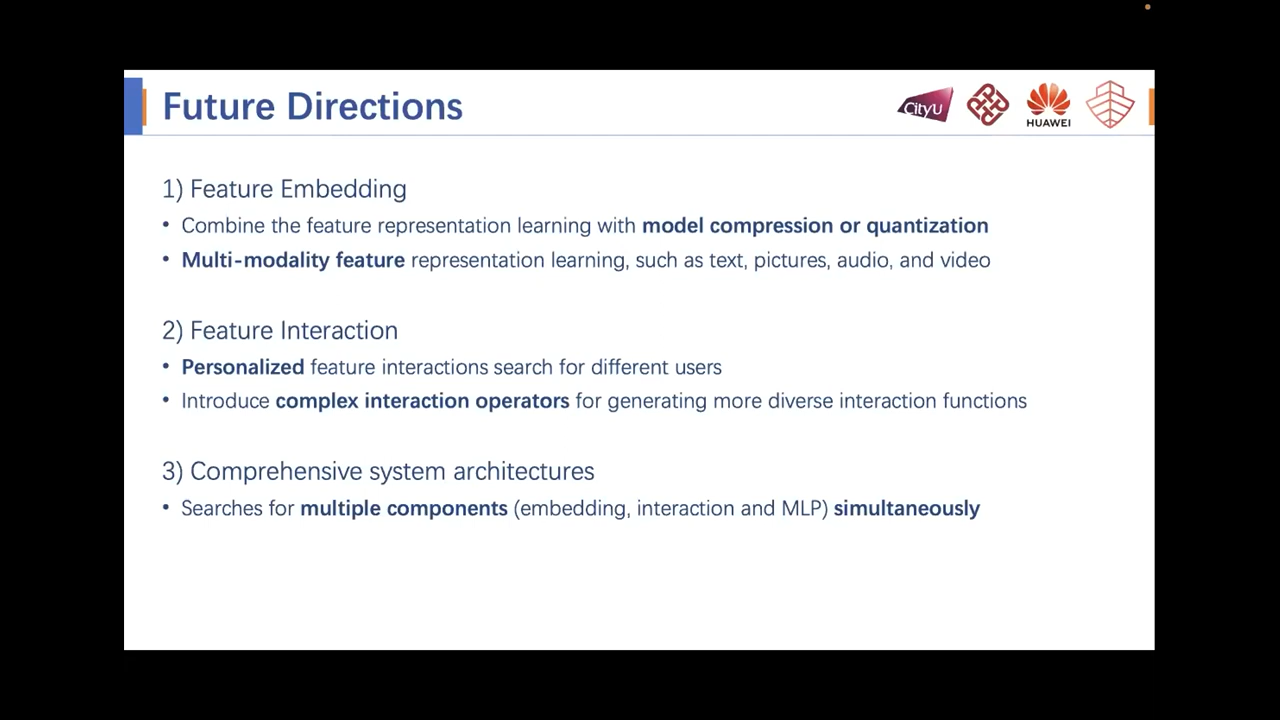 Future Directions
CityU
HUAWEI
1) Feature Embedding
• Combine the feature representation learning with model compression or quantization
• Multi-modality feature representation learning, such as text, pictures, audio, and video
2) Feature Interaction
• Personalized feature interactions search for different users
• Introduce complex interaction operators for generating more diverse interaction functions
3) Comprehensive system architectures
• Searches for multiple components (embedding, interaction and MLP) simultaneously